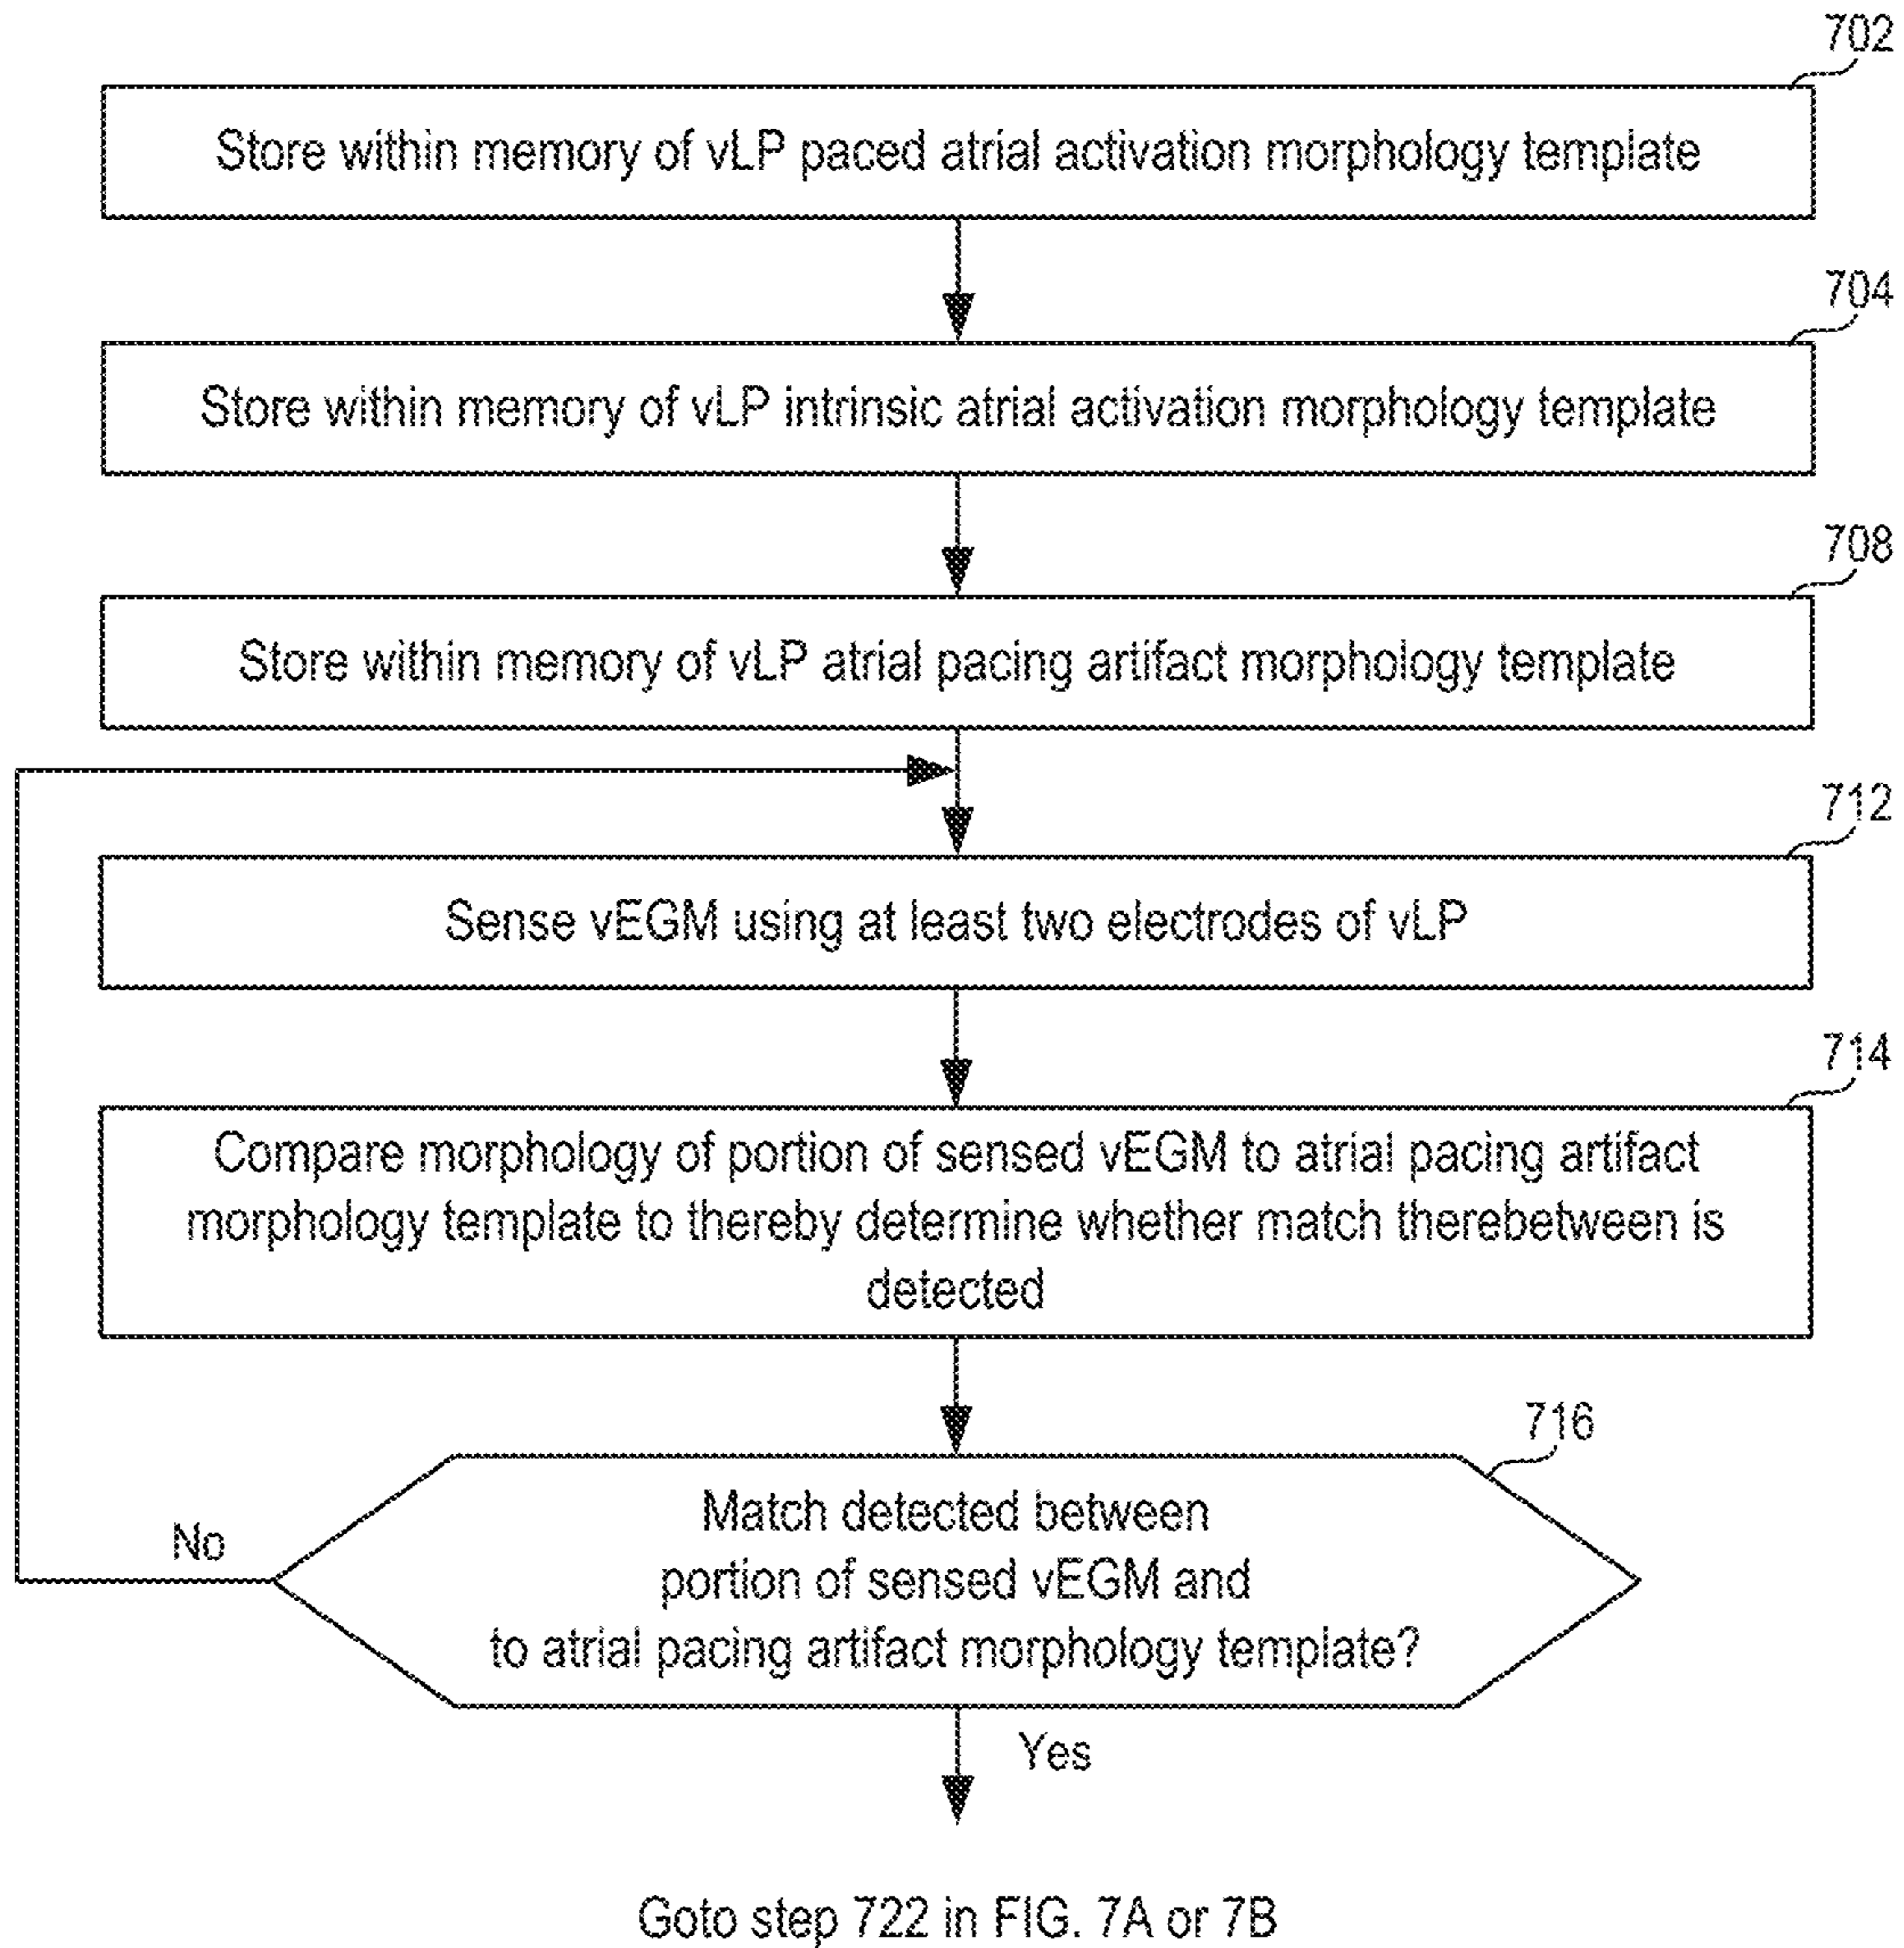 702
Store within memory of vLP paced atrial activation morphology template
704
Store within memory of vLP intrinsic atrial activation morphology template
708
Store within memory of vLP atrial pacing artifact morphology template
712
Sense vEGM using at least two electrodes of vLP
714
Compare morphology of portion of sensed vEGM to atrial pacing artifact
morphology template to thereby determine whether match therebetween is
detected
716
Match detected between
portion of sensed vEGM and
to atrial pacing artifact morphology template?
No
Yes
Goto step 722 in FIG. 7A or 7B